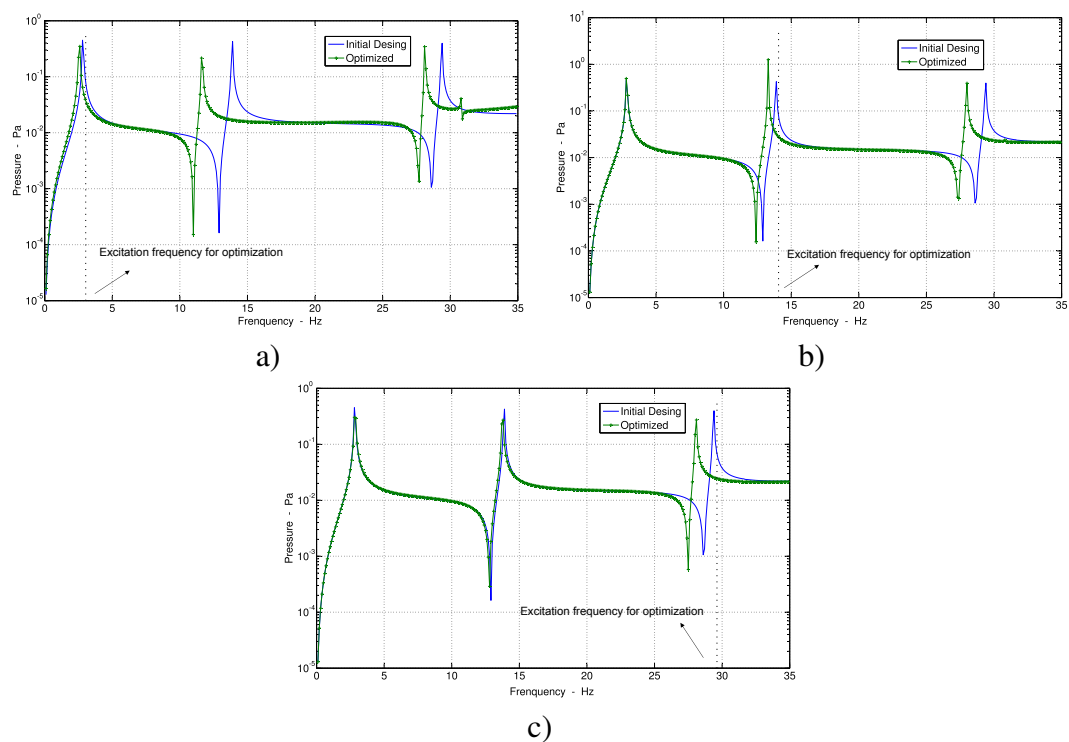 10^0
10^-1
10^-2
10^-3
10^-4
10^-5
Pressure - Pa
Initial Desing
Optimized
Excitation frequency for optimization
0 5 10 15 20 25 30 35
Frenquency - Hz
a)
10^1
10^0
10^-1
10^-2
10^-3
10^-4
10^-5
Pressure - Pa
Initial Desing
Optimized
Excitation frequency for optimization
0 5 10 15 20 25 30 35
Frenquency - Hz
b)
10^0
10^-1
10^-2
10^-3
10^-4
10^-5
Pressure - Pa
Initial Desing
Optimized
Excitation frequency for optimization
0 5 10 15 20 25 30 35
Frenquency - Hz
c)